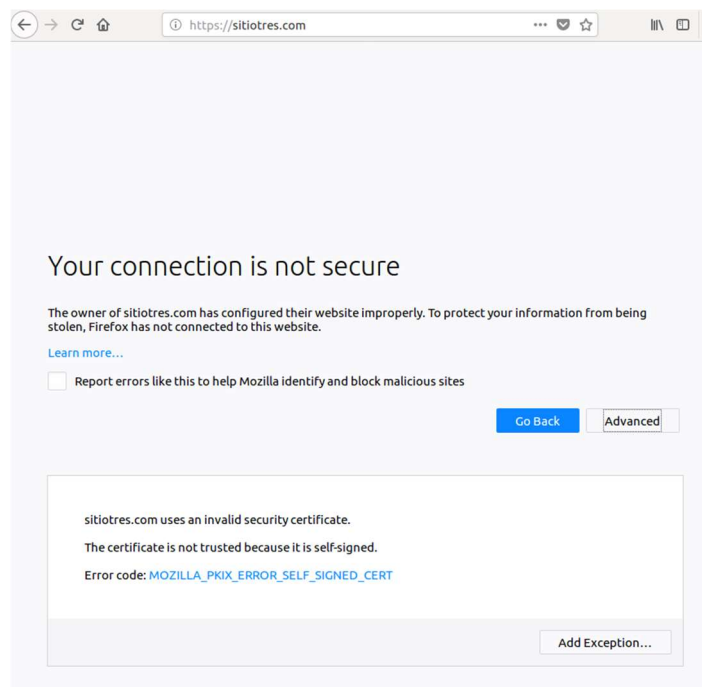 https://sitiotres.com
Your connection is not secure
The owner of sitiotres.com has configured their website improperly. To protect your information from being
stolen, Firefox has not connected to this website.
Learn more…
Report errors like this to help Mozilla identify and block malicious sites
Go Back
Advanced
sitiotres.com uses an invalid security certificate.
The certificate is not trusted because it is self-signed.
Error code: MOZILLA_PKIX_ERROR_SELF_SIGNED_CERT
Add Exception…